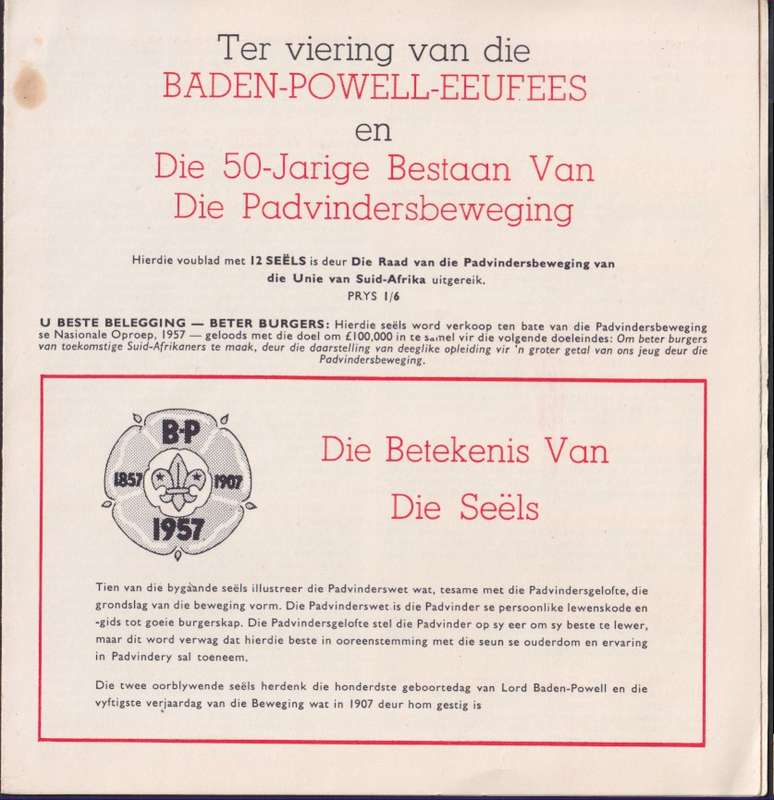 Ter viering van die
BADEN-POWELL-EEUFEES
en
Die 50-Jarige Bestaan Van
Die Padvindersbeweging
Hierdie voublad met 12 SEËLS is deur Die Raad van die Padvindersbeweging van
die Unie van Suid-Afrika uitgereik.
PRYS 1/6
U BESTE BELEGGING — BETER BURGERS: Hierdie seëls word verkoop ten bate van die Padvindersbeweging
se Nasionale Oproep, 1957 — geloods met die doel om £100,000 in te samel vir die volgende doeleindes: Om beter burgers
van toekomstige Suid-Afrikaners te maak, deur die daarstelling van deeglike opleiding vir 'n groter getal van ons jeug deur die
Padvindersbeweging.
B-P
1857 1907
1957
Die Betekenis Van
Die Seëls
Tien van die bygaande seëls illustreer die Padvinderswet wat, tesame met die Padvindersgelofte, die
grondslag van die beweging vorm. Die Padvinderswet is die Padvinder se persoonlike lewenskode en
-gids tot goeie burgerskap. Die Padvindersgelofte stel die Padvinder op sy eer om sy beste te lewer,
maar dit word verwag dat hierdie beste in ooreenstemming met die seun se ouderdom en ervaring
in Padvindery sal toeneem.
Die twee oorblywende seëls herdenk die honderdste geboortedag van Lord Baden-Powell en die
vyftigste verjaardag van die Beweging wat in 1907 deur hom gestig is